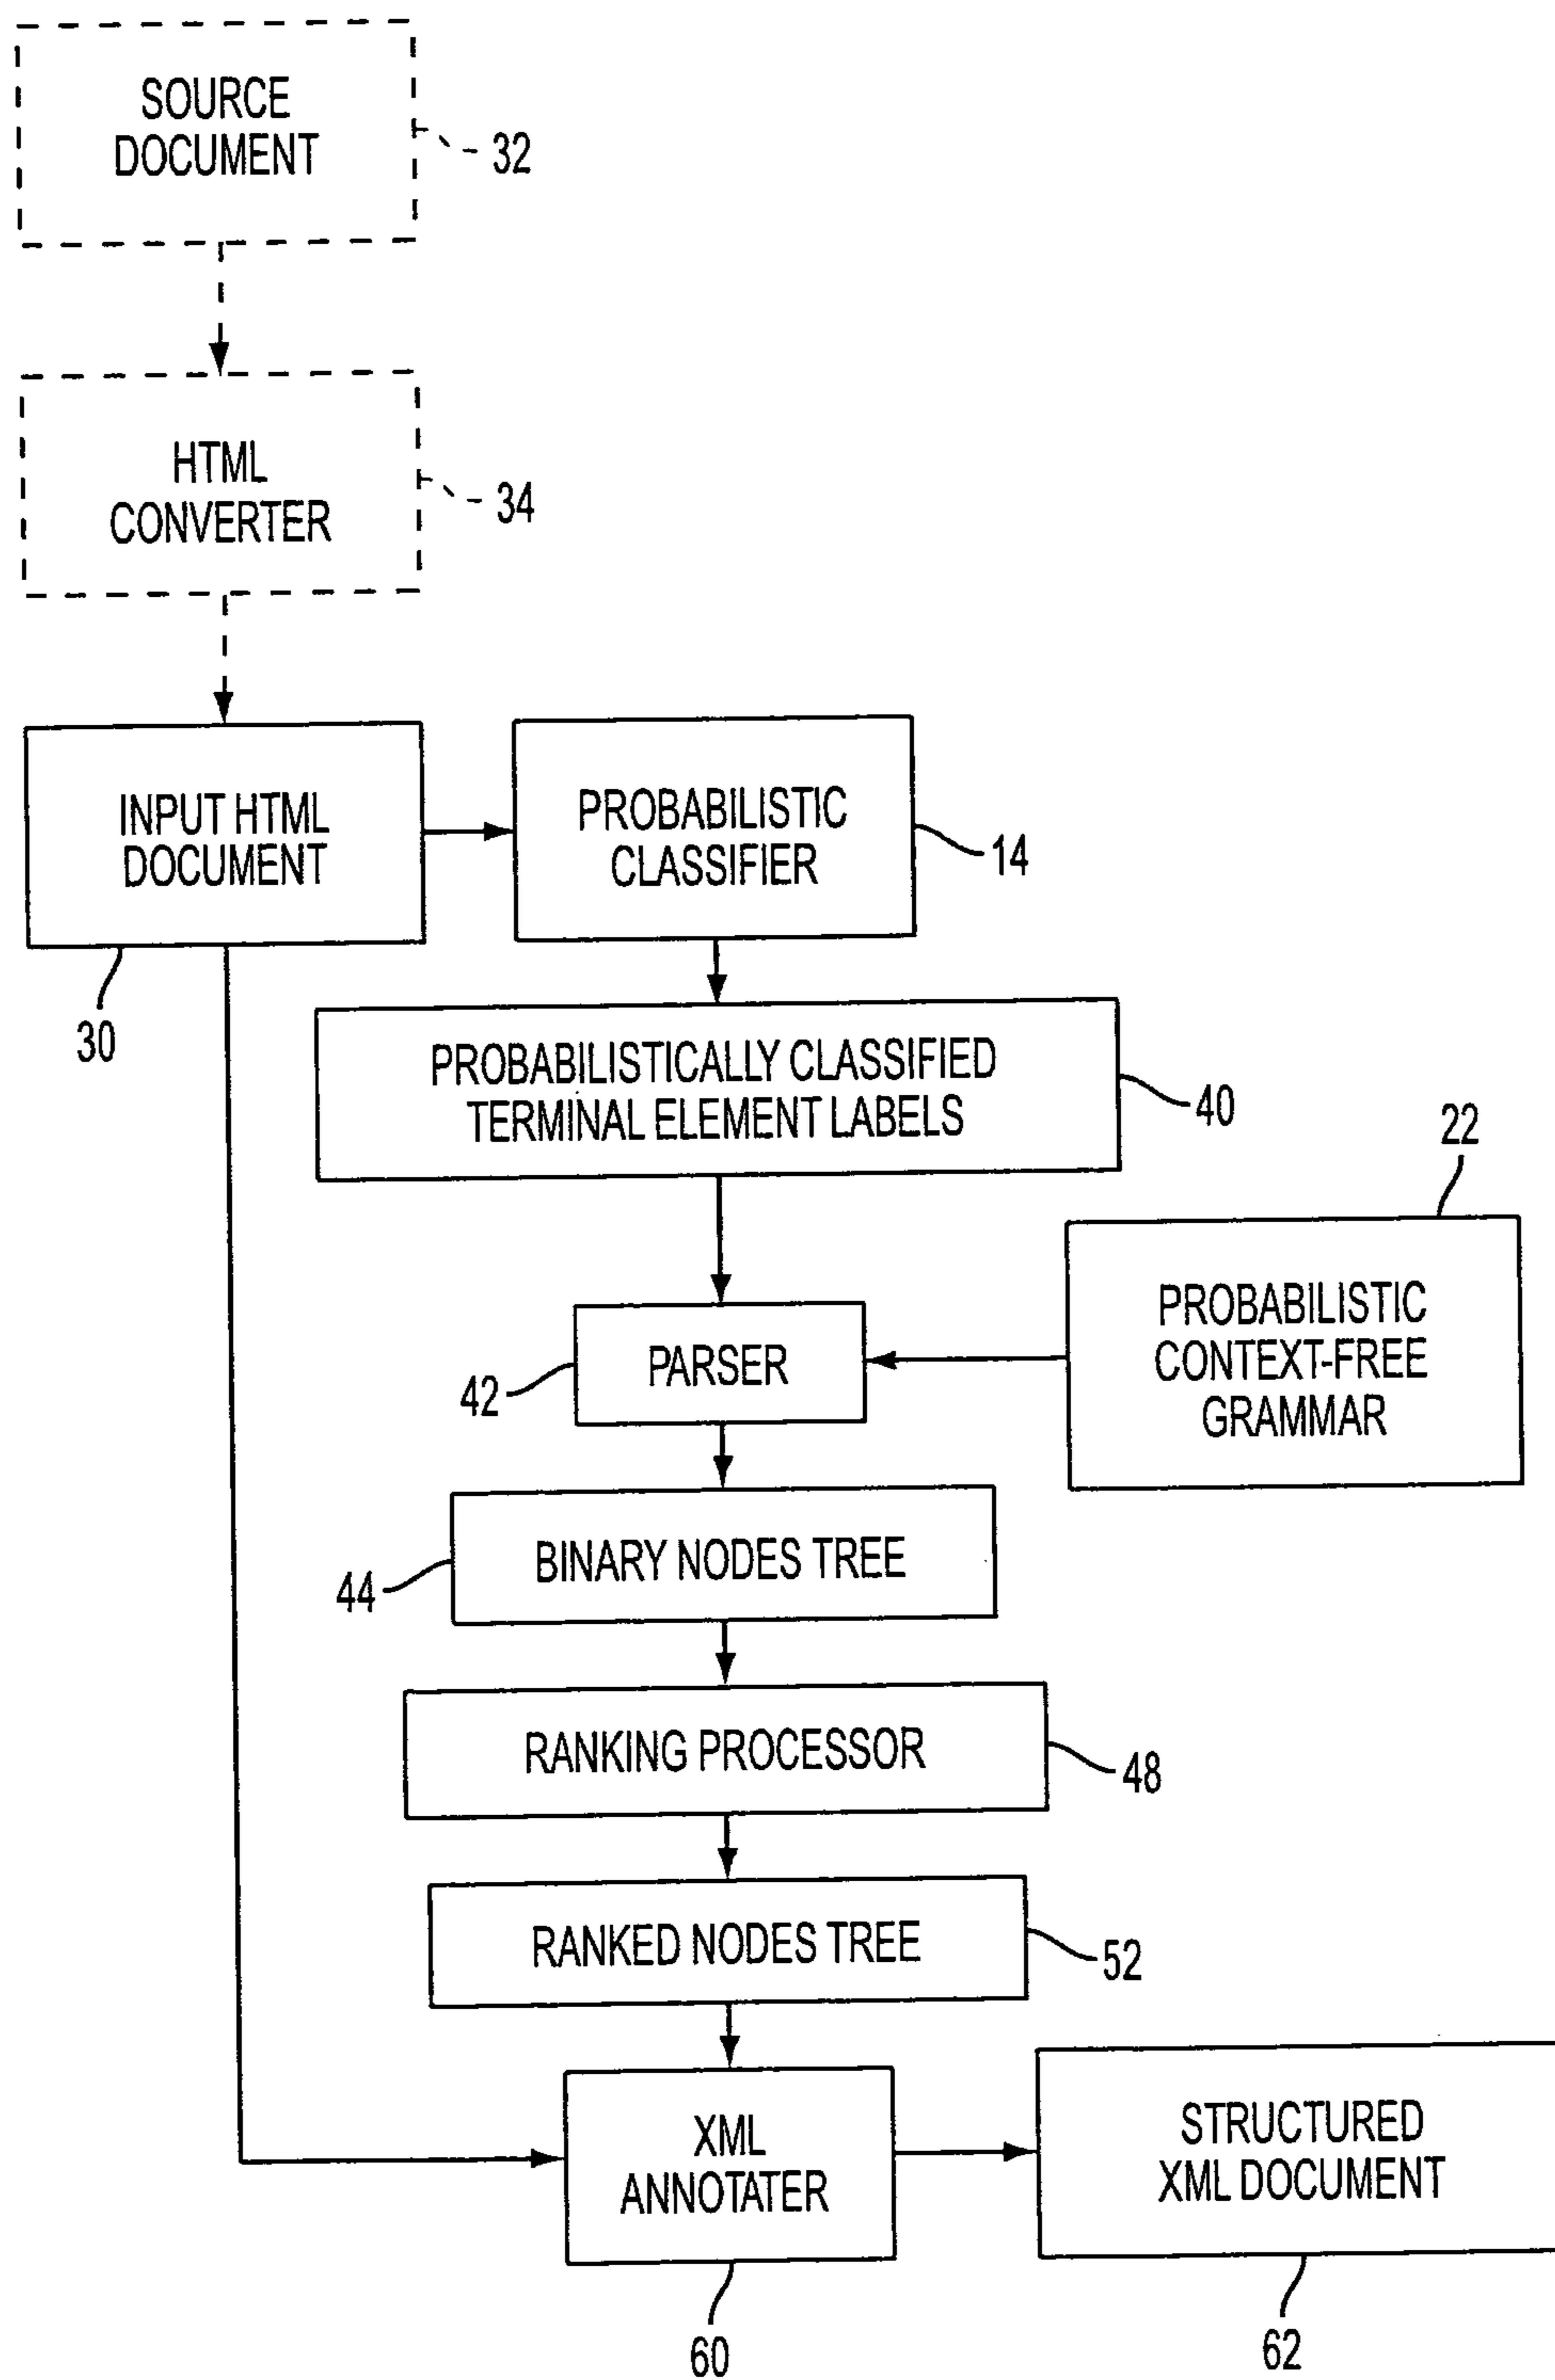 SOURCE
DOCUMENT
32
HTML
CONVERTER
34
INPUT HTML
DOCUMENT
30
PROBABILISTIC
CLASSIFIER
14
PROBABILISTICALLY CLASSIFIED
TERMINAL ELEMENT LABELS
40
22
PROBABILISTIC
CONTEXT-FREE
GRAMMAR
PARSER
42
BINARY NODES TREE
44
RANKING PROCESSOR
48
RANKED NODES TREE
52
XML
ANNOTATER
60
STRUCTURED
XML DOCUMENT
62